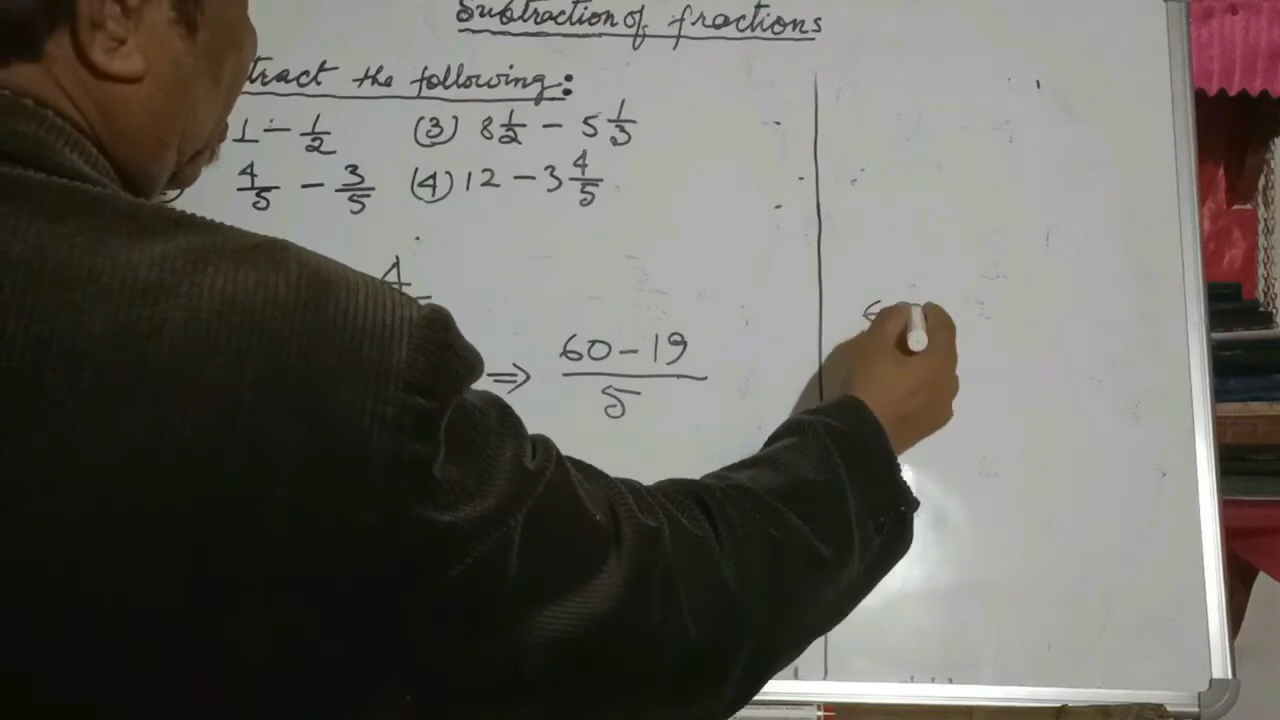 Subtraction of fractions
tract the following:
1 - 1/2 (3) 8 1/2 - 5 1/3
4/5 - 3/5 (4) 12 - 3 4/5
4
⇒ (60 - 19)/5